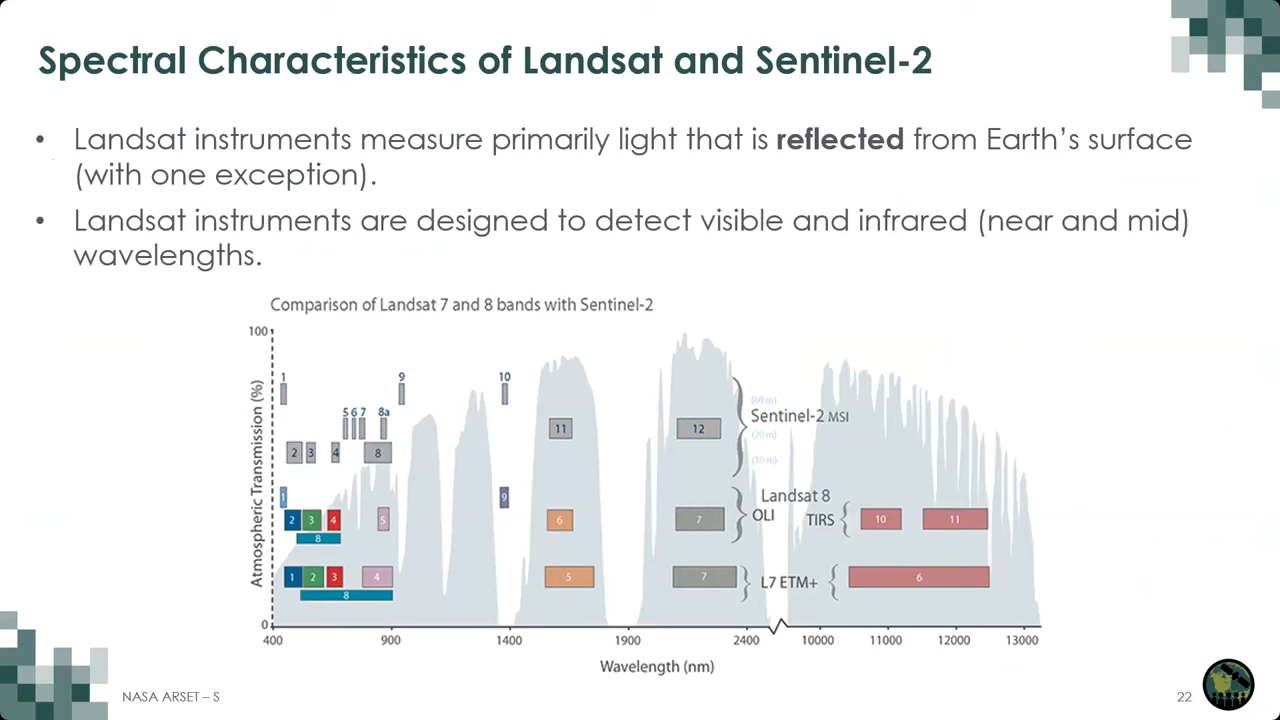 Spectral Characteristics of Landsat and Sentinel-2
• Landsat instruments measure primarily light that is reflected from Earth's surface
(with one exception).
• Landsat instruments are designed to detect visible and infrared (near and mid)
wavelengths.
Comparison of Landsat 7 and 8 bands with Sentinel-2
Atmospheric Transmission (%)
100
0
1 9 10
5 6 7 8a
2 3 4 8 11 12
(60 m)
Sentinel-2 MSI
(20 m)
(10 m)
1 9
2 3 4 5 6 7
8
Landsat 8
OLI
TIRS
10 11
1 2 3 4 5 7
8
L7 ETM+
6
400 900 1400 1900 2400 10000 11000 12000 13000
Wavelength (nm)
NASA ARSET – S
22